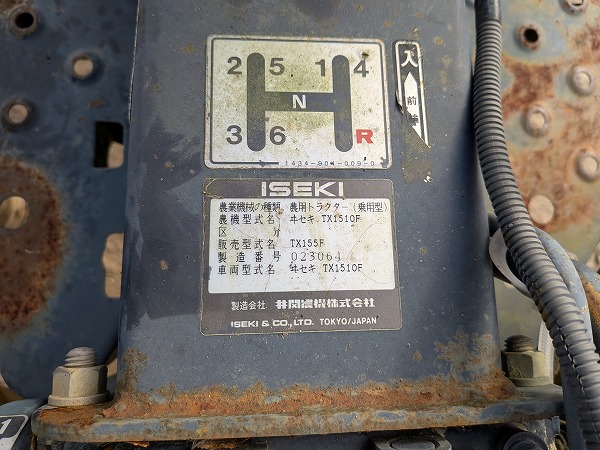 2 5 1 4
N
3 6 R
1434-904-009-0
入
前
ISEKI
農業機械の種類 農用トラクター(乗用型)
農機型式名 ヰセキ TX1510F
区 分
販売型式名 TX155F
製造番号 023064
車両型式名 ヰセキ TX1510F
製造会社 井関農機株式会社
ISEKI & CO., LTD. TOKYO/JAPAN
1